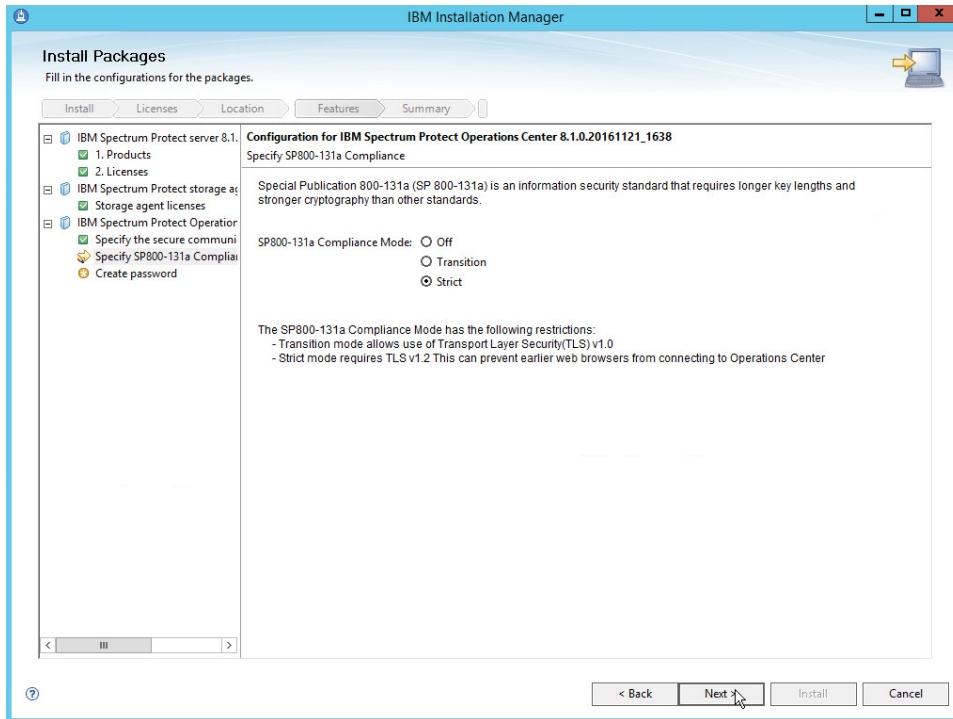 IBM Installation Manager
Install Packages
Fill in the configurations for the packages.
Install Licenses Location Features Summary
IBM Spectrum Protect server 8.1.
1. Products
2. Licenses
IBM Spectrum Protect storage ag
Storage agent licenses
IBM Spectrum Protect Operation
Specify the secure communi
Specify SP800-131a Complian
Create password
Configuration for IBM Spectrum Protect Operations Center 8.1.0.20161121_1638
Specify SP800-131a Compliance
Special Publication 800-131a (SP 800-131a) is an information security standard that requires longer key lengths and
stronger cryptography than other standards.
SP800-131a Compliance Mode: Off
Transition
Strict
The SP800-131a Compliance Mode has the following restrictions:
- Transition mode allows use of Transport Layer Security(TLS) v1.0
- Strict mode requires TLS v1.2 This can prevent earlier web browsers from connecting to Operations Center
< Back Next > Install Cancel